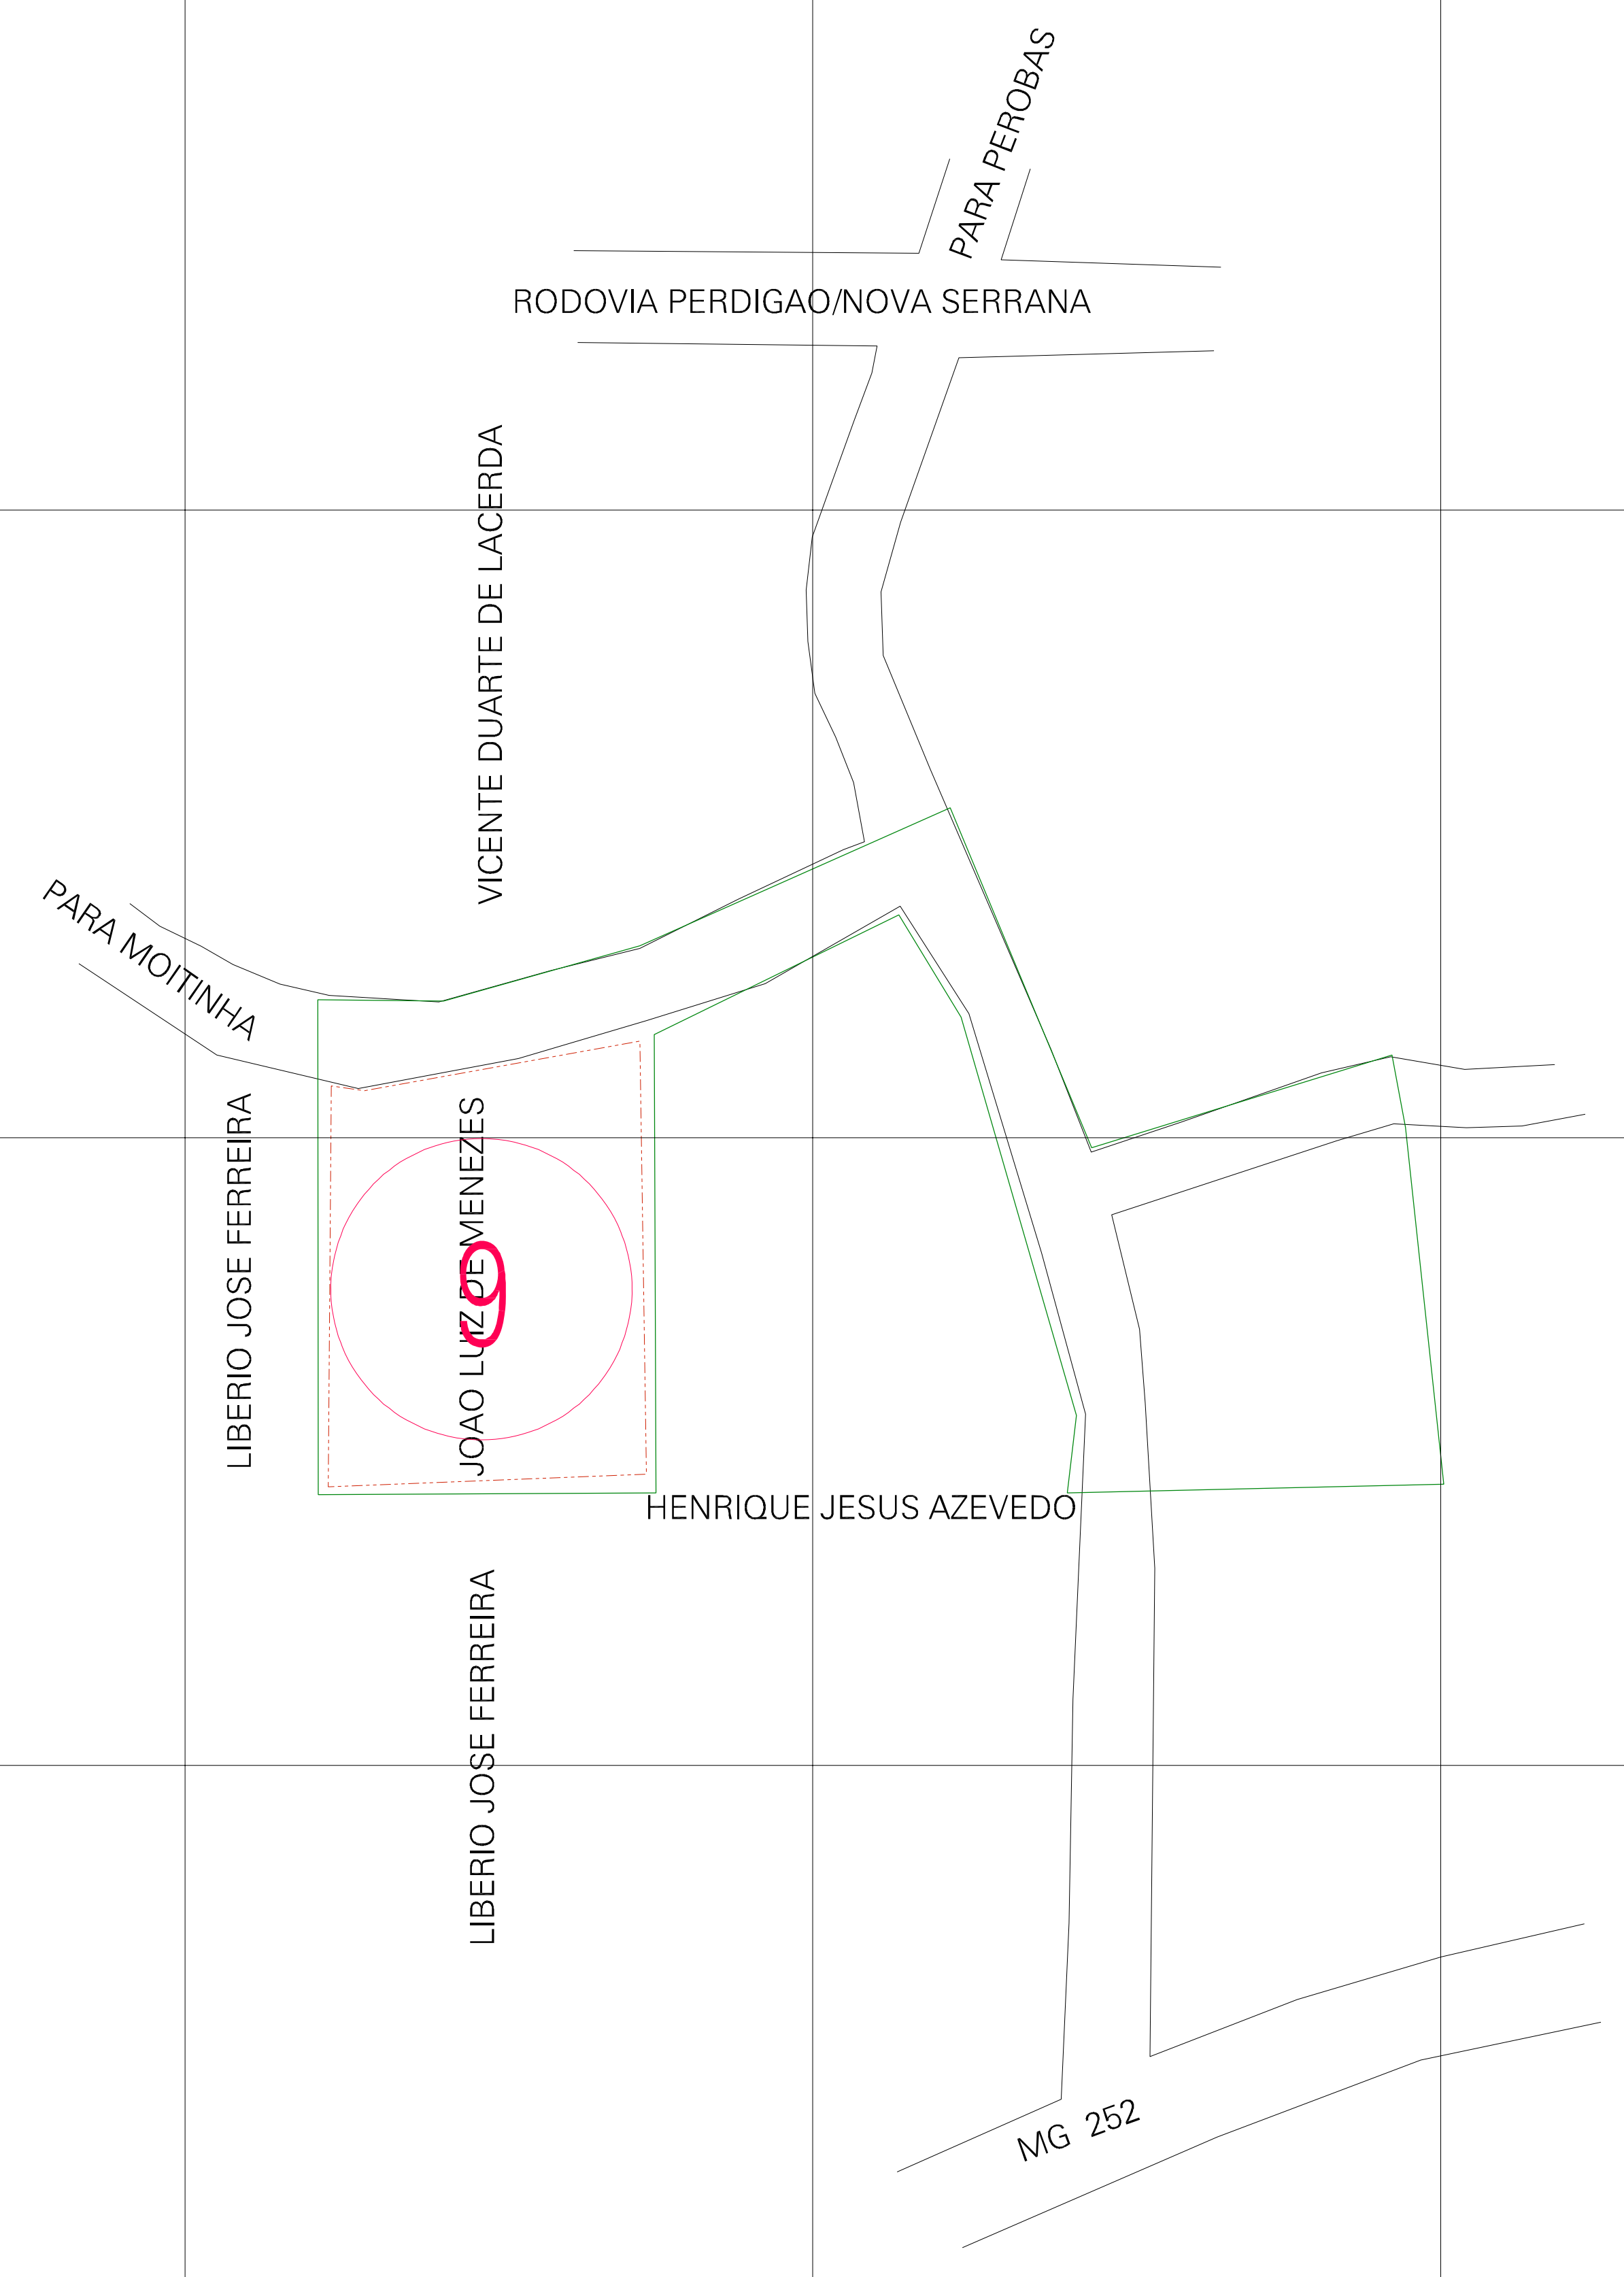 PARA PEROBAS
RODOVIA PERDIGAO/NOVA SERRANA
VICENTE DUARTE DE LACERDA
PARA MOITINHA
LIBERIO JOSE FERREIRA
JOAO LUIZ DE MENEZES
9
HENRIQUE JESUS AZEVEDO
LIBERIO JOSE FERREIRA
MG 252